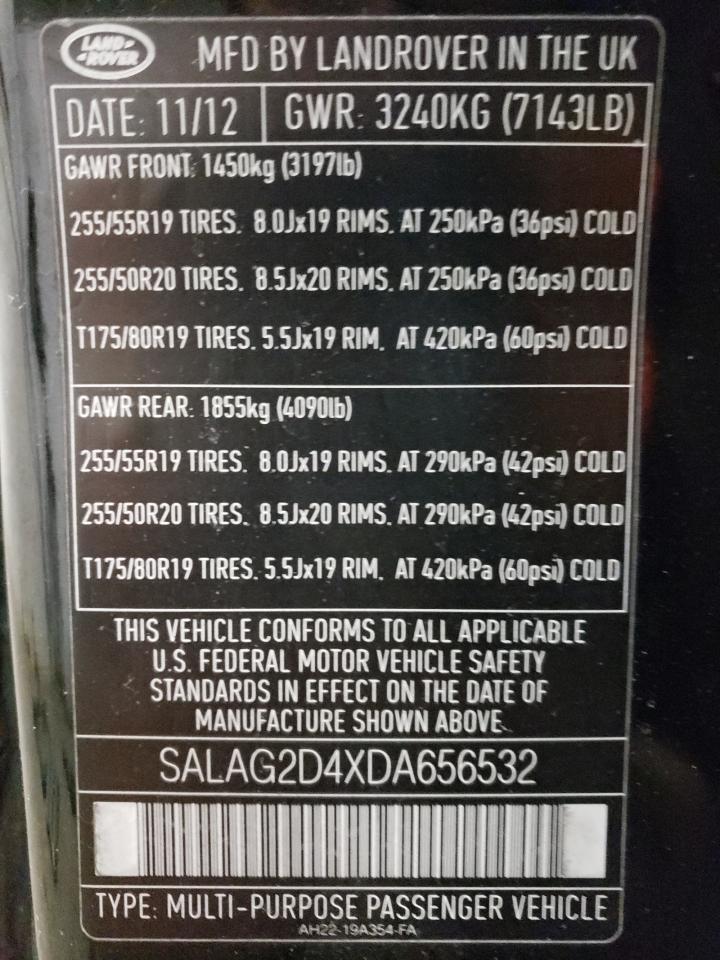 LAND-
-ROVER
MFD BY LANDROVER IN THE UK
DATE: 11/12 GWR: 3240KG (7143LB)
GAWR FRONT: 1450kg (3197lb)
255/55R19 TIRES. 8.0Jx19 RIMS. AT 250kPa (36psi) COLD
255/50R20 TIRES. 8.5Jx20 RIMS. AT 250kPa (36psi) COLD
T175/80R19 TIRES. 5.5Jx19 RIM. AT 420kPa (60psi) COLD
GAWR REAR: 1855kg (4090lb)
255/55R19 TIRES. 8.0Jx19 RIMS. AT 290kPa (42psi) COLD
255/50R20 TIRES. 8.5Jx20 RIMS. AT 290kPa (42psi) COLD
T175/80R19 TIRES. 5.5Jx19 RIM. AT 420kPa (60psi) COLD
THIS VEHICLE CONFORMS TO ALL APPLICABLE
U.S. FEDERAL MOTOR VEHICLE SAFETY
STANDARDS IN EFFECT ON THE DATE OF
MANUFACTURE SHOWN ABOVE.
SALAG2D4XDA656532
TYPE: MULTI-PURPOSE PASSENGER VEHICLE
AH22-19A354-FA